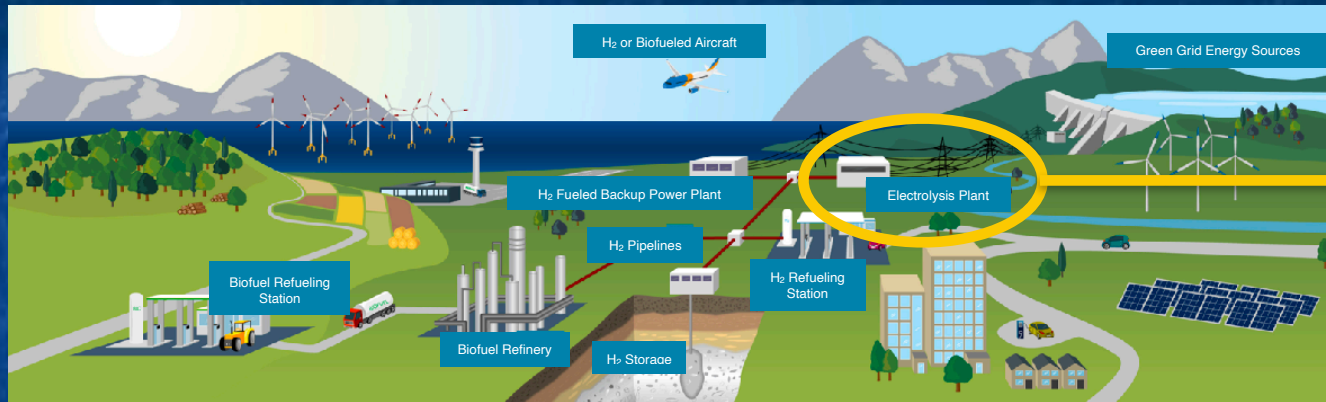 H₂ or Biofueled Aircraft
Green Grid Energy Sources
H₂ Fueled Backup Power Plant
Electrolysis Plant
H₂ Pipelines
Biofuel Refueling
Station
H₂ Refueling
Station
BIOFUEL
Biofuel Refinery
H₂ Storage